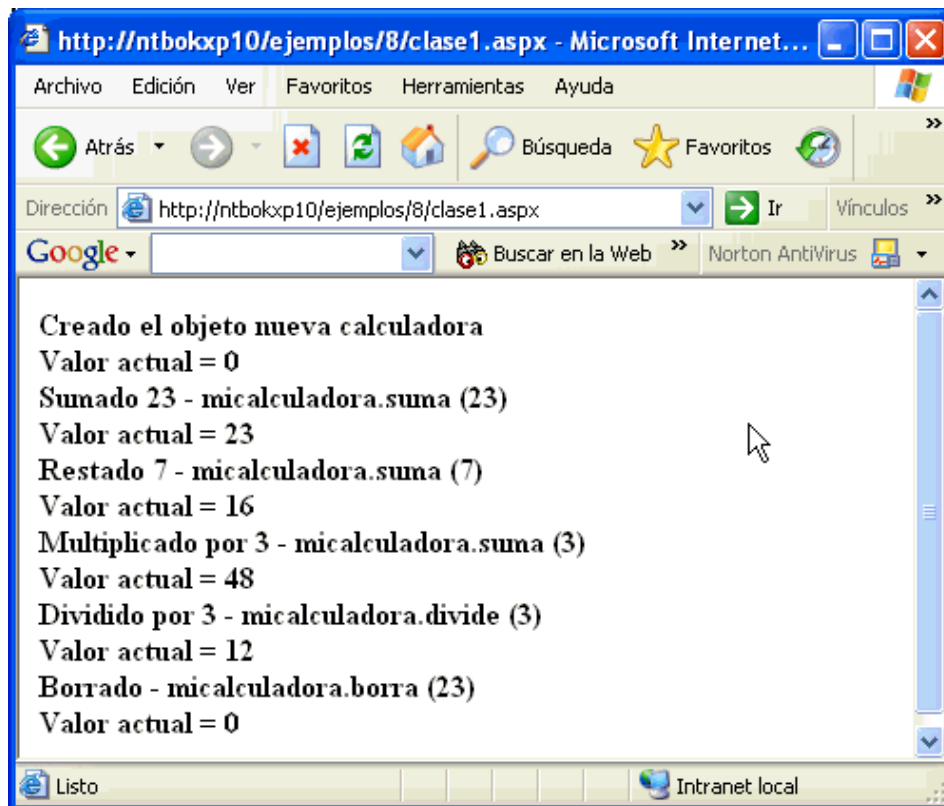 http://ntbokxp10/ejemplos/8/clase1.aspx - Microsoft Internet...
Archivo Edición Ver Favoritos Herramientas Ayuda
Atrás Búsqueda Favoritos »
Dirección http://ntbokxp10/ejemplos/8/clase1.aspx Ir Vínculos »
Google Buscar en la Web » Norton AntiVirus
Creado el objeto nueva calculadora
Valor actual = 0
Sumado 23 - micalculadora.suma (23)
Valor actual = 23
Restado 7 - micalculadora.suma (7)
Valor actual = 16
Multiplicado por 3 - micalculadora.suma (3)
Valor actual = 48
Dividido por 3 - micalculadora.divide (3)
Valor actual = 12
Borrado - micalculadora.borra (23)
Valor actual = 0
Listo Intranet local